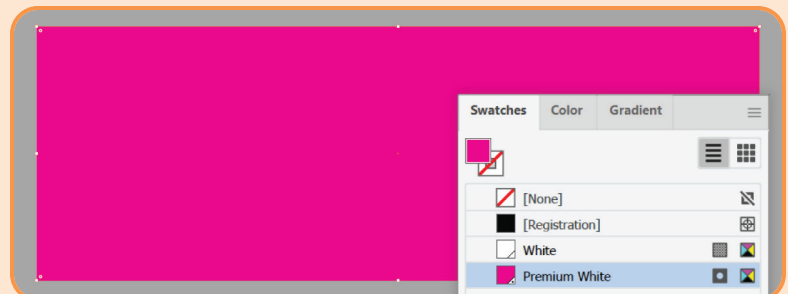 Swatches Color Gradient
[None]
[Registration]
White
Premium White